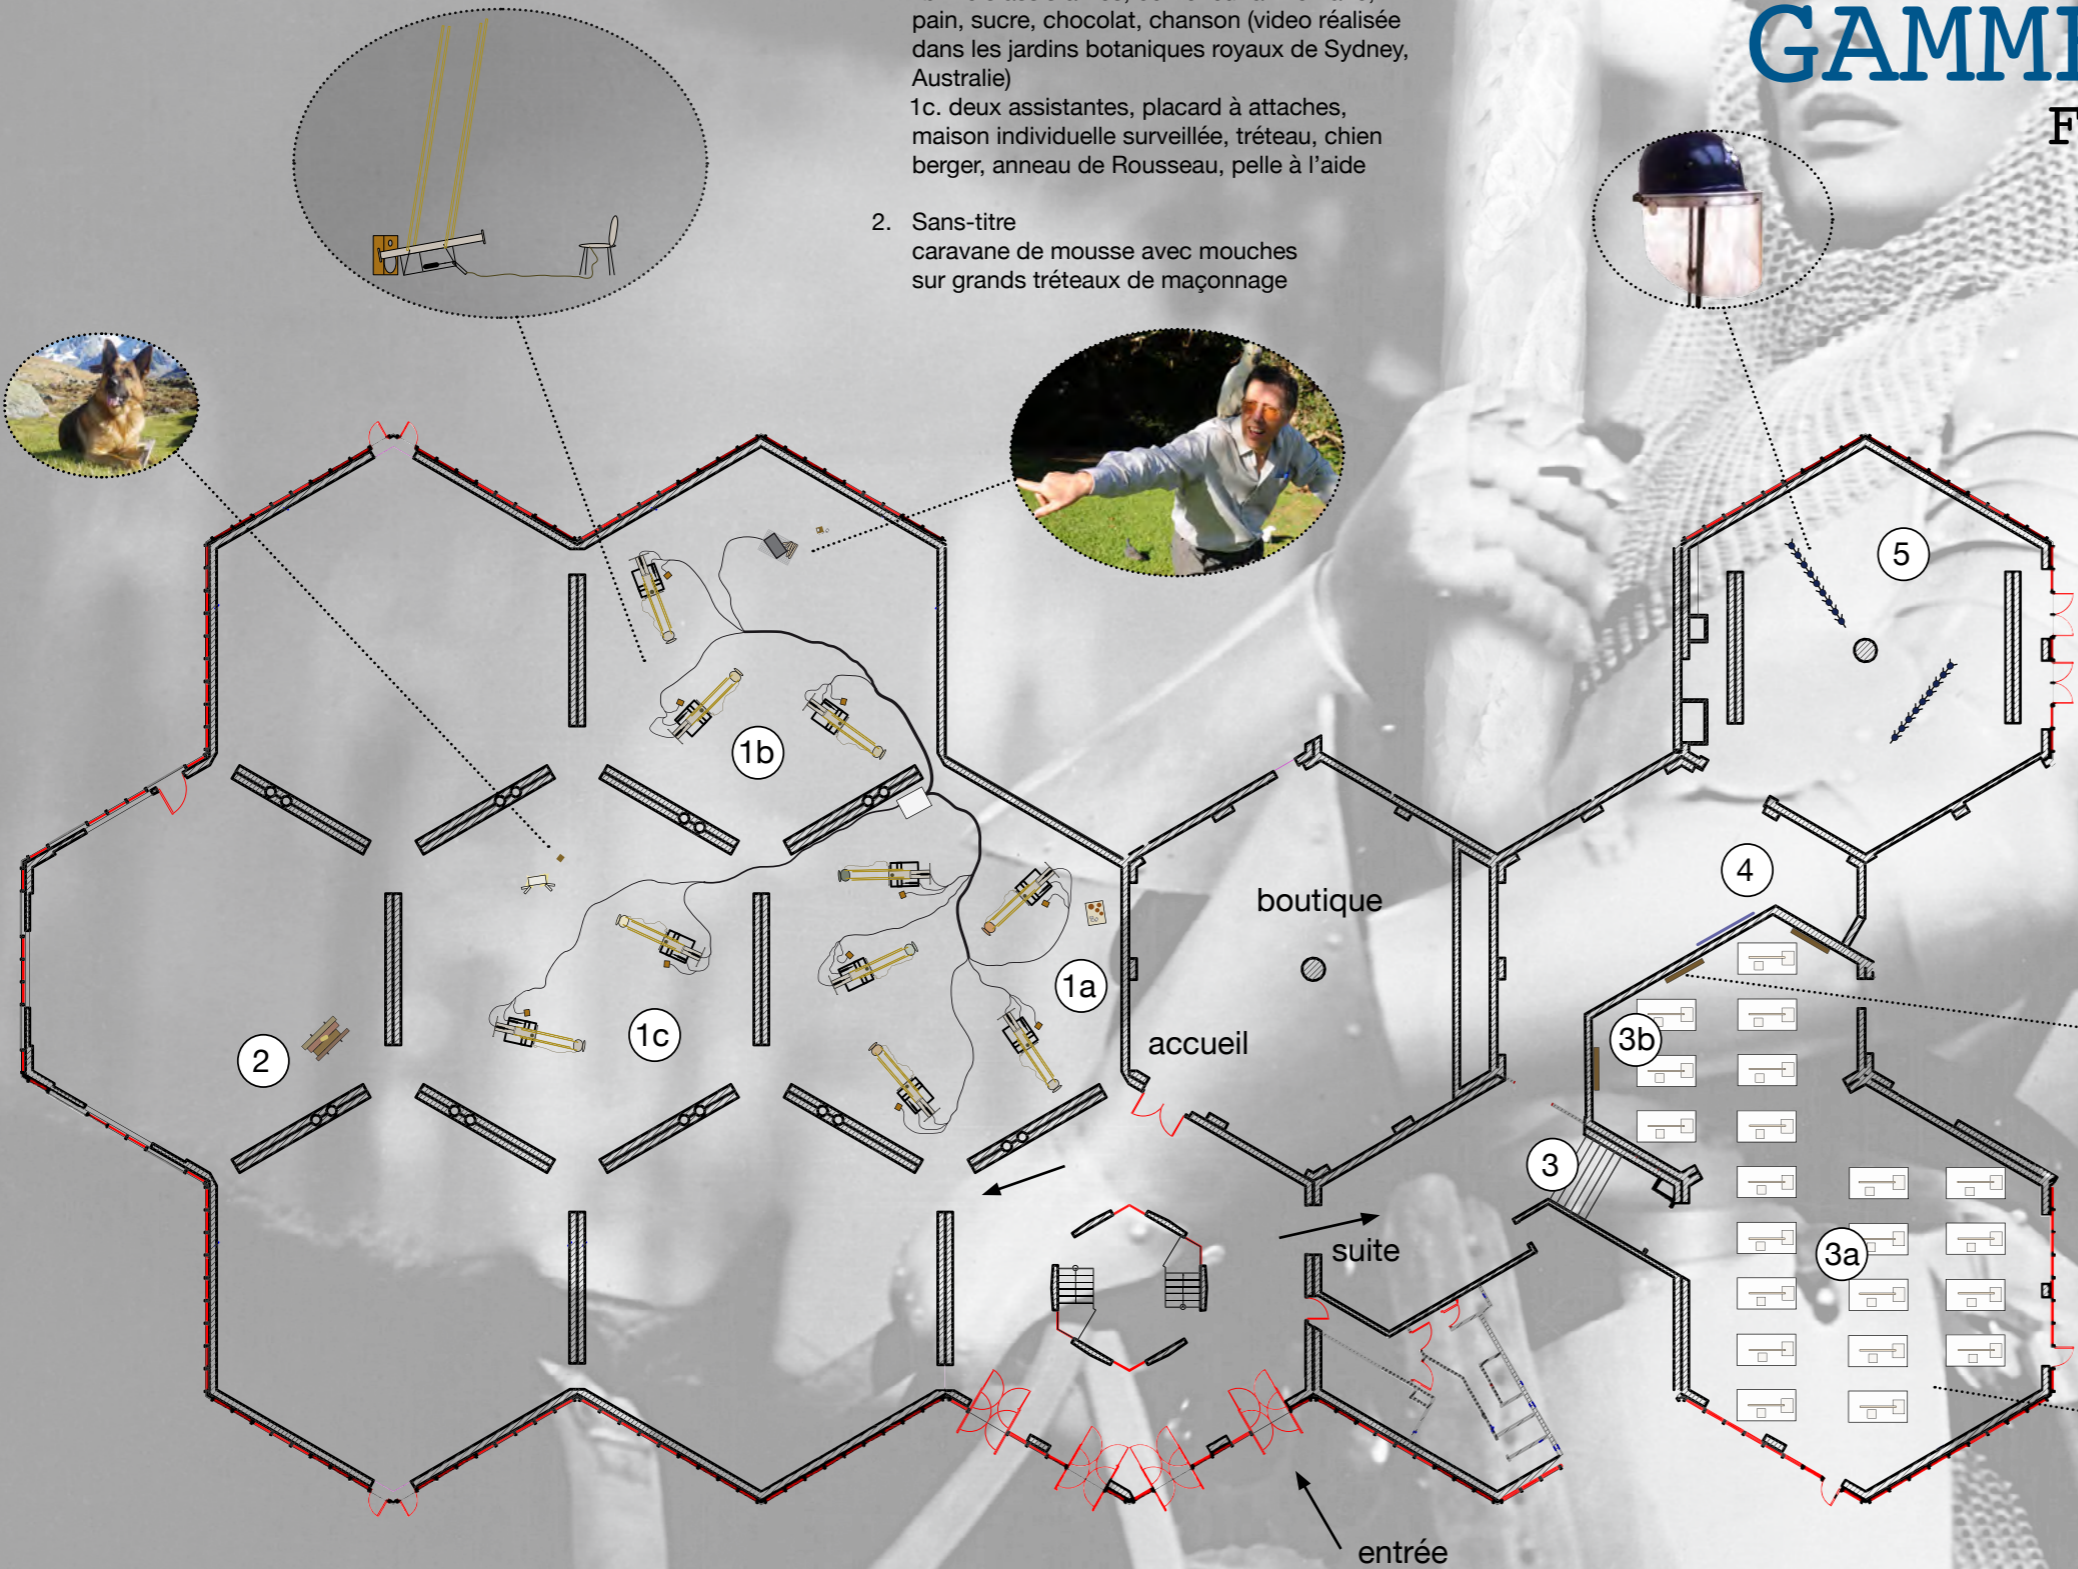 pain, sucre, chocolat, chanson (video réalisée
dans les jardins botaniques royaux de Sydney,
Australie)
1c. deux assistantes, placard à attaches,
maison individuelle surveillée, tréteau, chien
berger, anneau de Rousseau, pelle à l'aide
2. Sans-titre
caravane de mousse avec mouches
sur grands tréteaux de maçonnage
GAMM
F
5
1b
4
boutique
1a
accueil
1c
3b
2
3
suite
3a
entrée